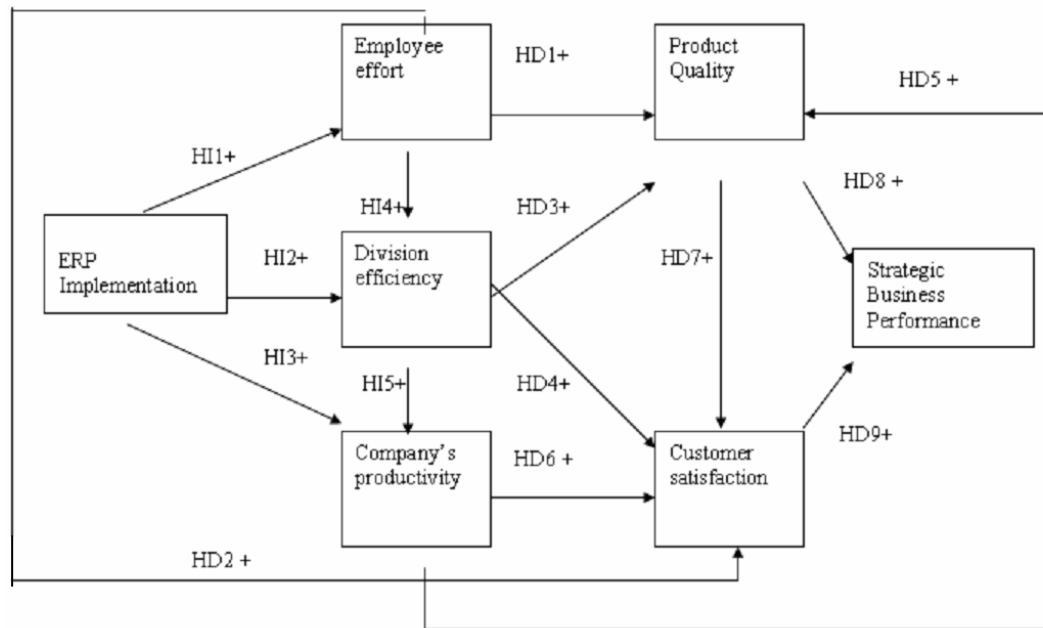 Employee
effort
HD1+
Product
Quality
HD5 +
HI1+
HI4+
HD3+
HD8 +
ERP
Implementation
HI2+
Division
efficiency
HD7+
Strategic
Business
Performance
HI3+
HI5+
HD4+
HD9+
Company's
productivity
HD6 +
Customer
satisfaction
HD2 +